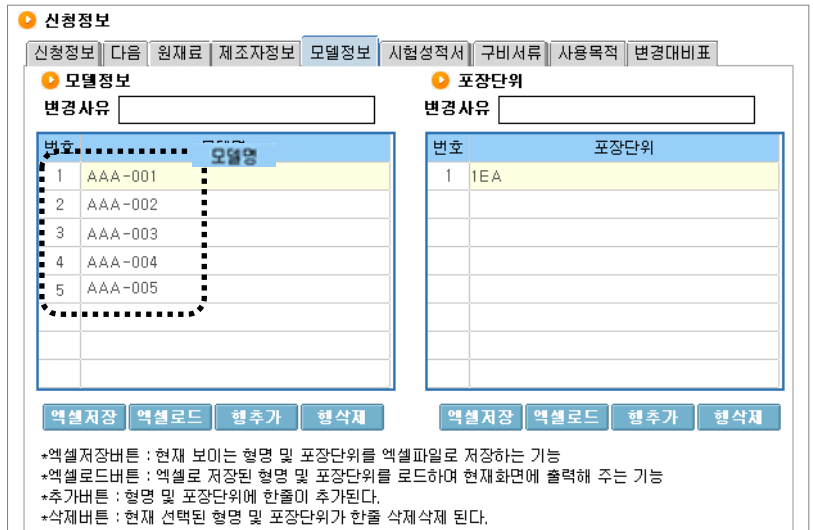 신청정보
신청정보 다음 원재료 제조자정보 모델정보 시험성적서 구비서류 사용목적 변경대비표
모델정보
변경사유
번호 모델명
모델명
1 AAA-001
2 AAA-002
3 AAA-003
4 AAA-004
5 AAA-005
엑셀저장 엑셀로드 행추가 행삭제
포장단위
변경사유
번호 포장단위
1 1EA
엑셀저장 엑셀로드 행추가 행삭제
*엑셀저장버튼 : 현재 보이는 형명 및 포장단위를 엑셀파일로 저장하는 기능
*엑셀로드버튼 : 엑셀로 저장된 형명 및 포장단위를 로드하여 현재화면에 출력해 주는 기능
*추가버튼 : 형명 및 포장단위에 한줄이 추가된다.
*삭제버튼 : 현재 선택된 형명 및 포장단위가 한줄 삭제삭제 된다.